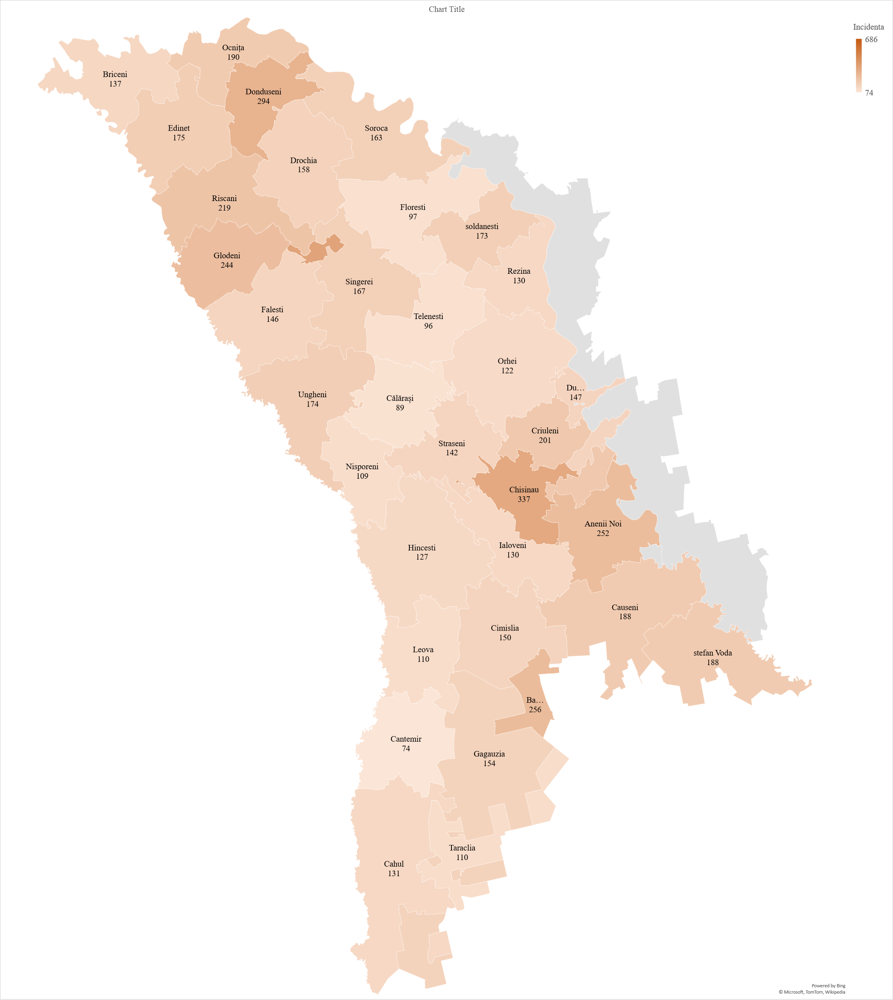 Chart Title
Incidenta
686
74
Ocnița
190
Briceni
137
Donduseni
294
Edinet
175
Soroca
163
Drochia
158
Riscani
219
Floresti
97
soldanesti
173
Glodeni
244
Rezina
130
Singerei
167
Falesti
146
Telenesti
96
Orhei
122
Du...
147
Ungheni
174
Călărași
89
Criuleni
201
Straseni
142
Nisporeni
109
Chisinau
337
Anenii Noi
252
Hincesti
127
Ialoveni
130
Causeni
188
Cimislia
150
Leova
110
stefan Voda
188
Ba...
256
Cantemir
74
Gagauzia
154
Taraclia
110
Cahul
131
Powered by Bing
© Microsoft, TomTom, Wikipedia